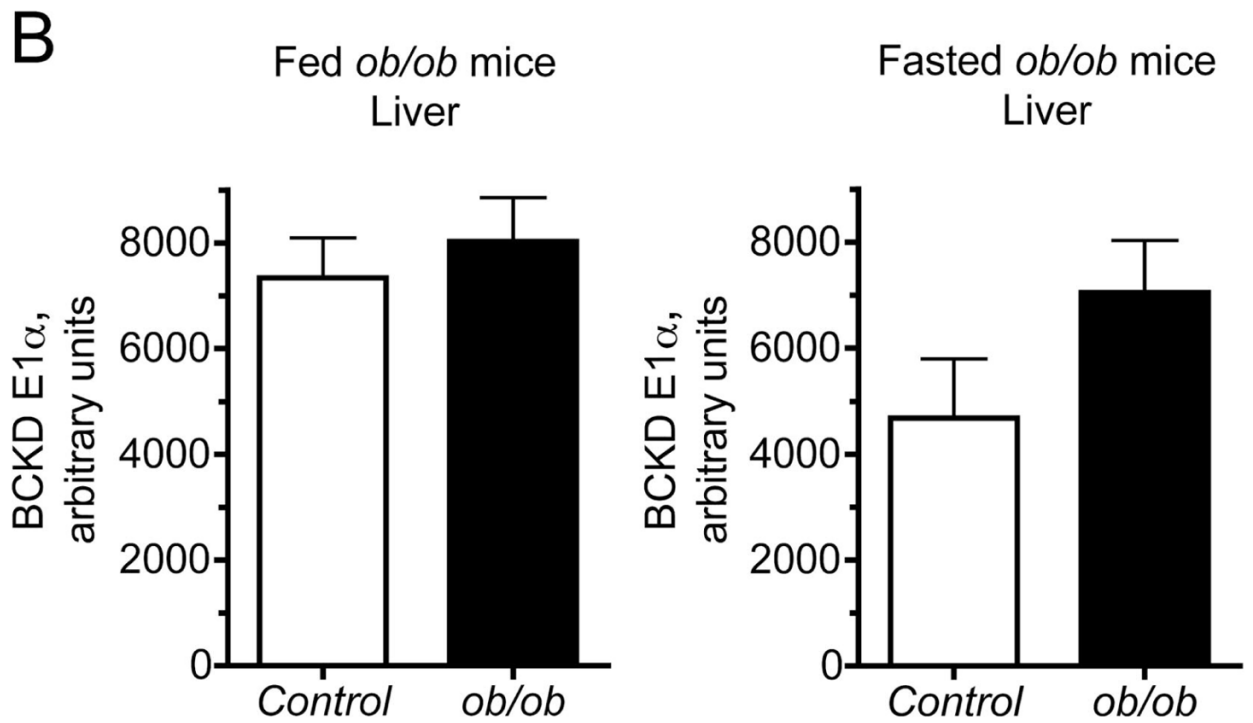 B
Fed ob/ob mice
Liver
BCKD E1α,
arbitrary units
8000
6000
4000
2000
0
Control
ob/ob
Fasted ob/ob mice
Liver
BCKD E1α,
arbitrary units
8000
6000
4000
2000
0
Control
ob/ob